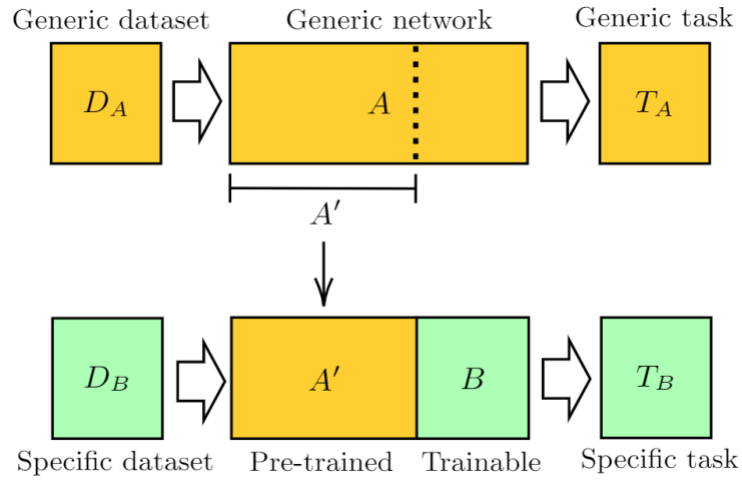 Generic dataset
Generic network
Generic task
D_A
A
T_A
A′
D_B
A′
B
T_B
Specific dataset
Pre-trained
Trainable
Specific task